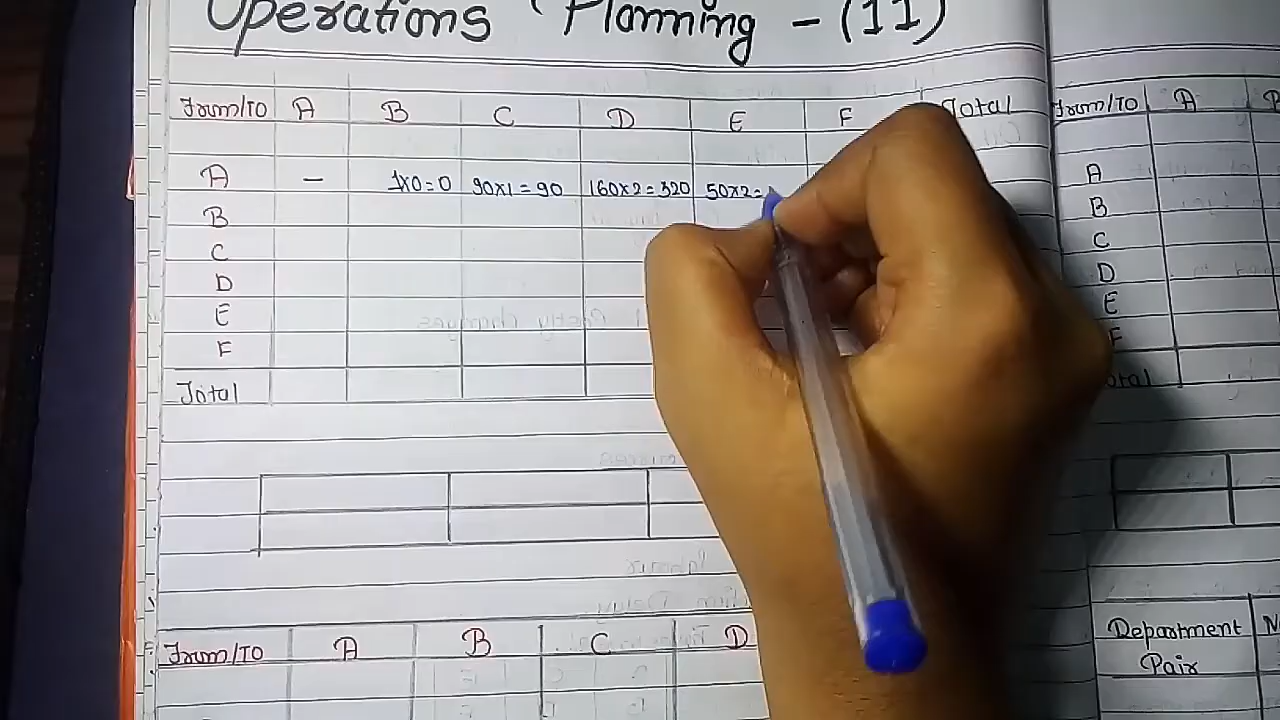 Operations Planning - (11)
From/To A B C D E F Total
A - 1x0=0 90x1=90 160x2=320 50x2=
B
C
D
E
F
Total
From/To A B C D
From/To A
A
B
C
D
E
F
Department
Pair